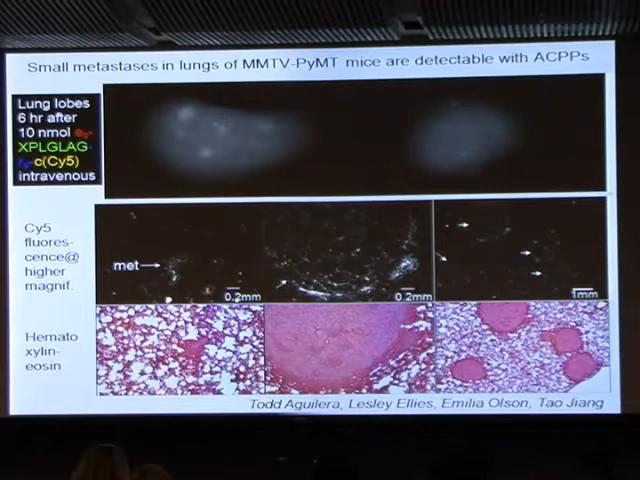 Small metastases in lungs of MMTV-PyMT mice are detectable with ACPPs
Lung lobes
6 hr after
10 nmol
XPLGLAG-
c(Cy5)
intravenous
Cy5
fluores-
cence@
higher
magnif.
met
0.2mm
0.2mm
1mm
Hemato
xylin-
eosin
Todd Aguilera, Lesley Ellies, Emilia Olson, Tao Jiang